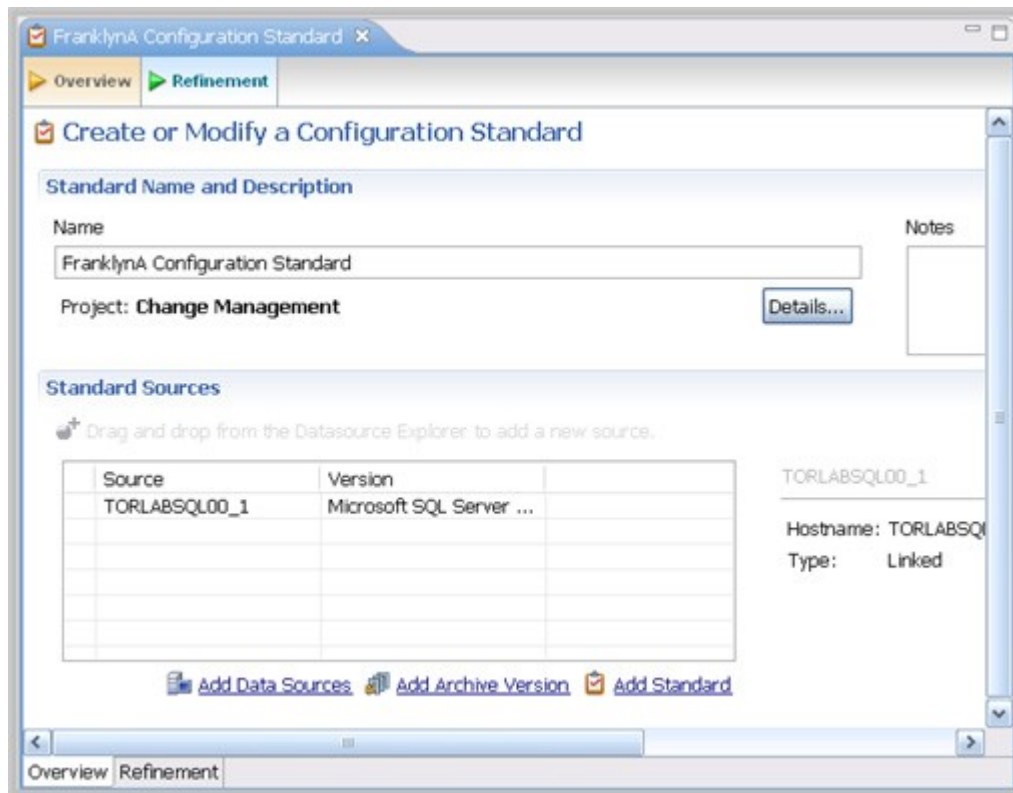 FranklynA Configuration Standard
Overview Refinement
Create or Modify a Configuration Standard
Standard Name and Description
Name Notes
FranklynA Configuration Standard
Project: Change Management Details...
Standard Sources
Drag and drop from the Datasource Explorer to add a new source.
Source Version
TORLABSQL00_1 Microsoft SQL Server ...
TORLABSQL00_1
Hostname: TORLABSQ
Type: Linked
Add Data Sources Add Archive Version Add Standard
Overview Refinement